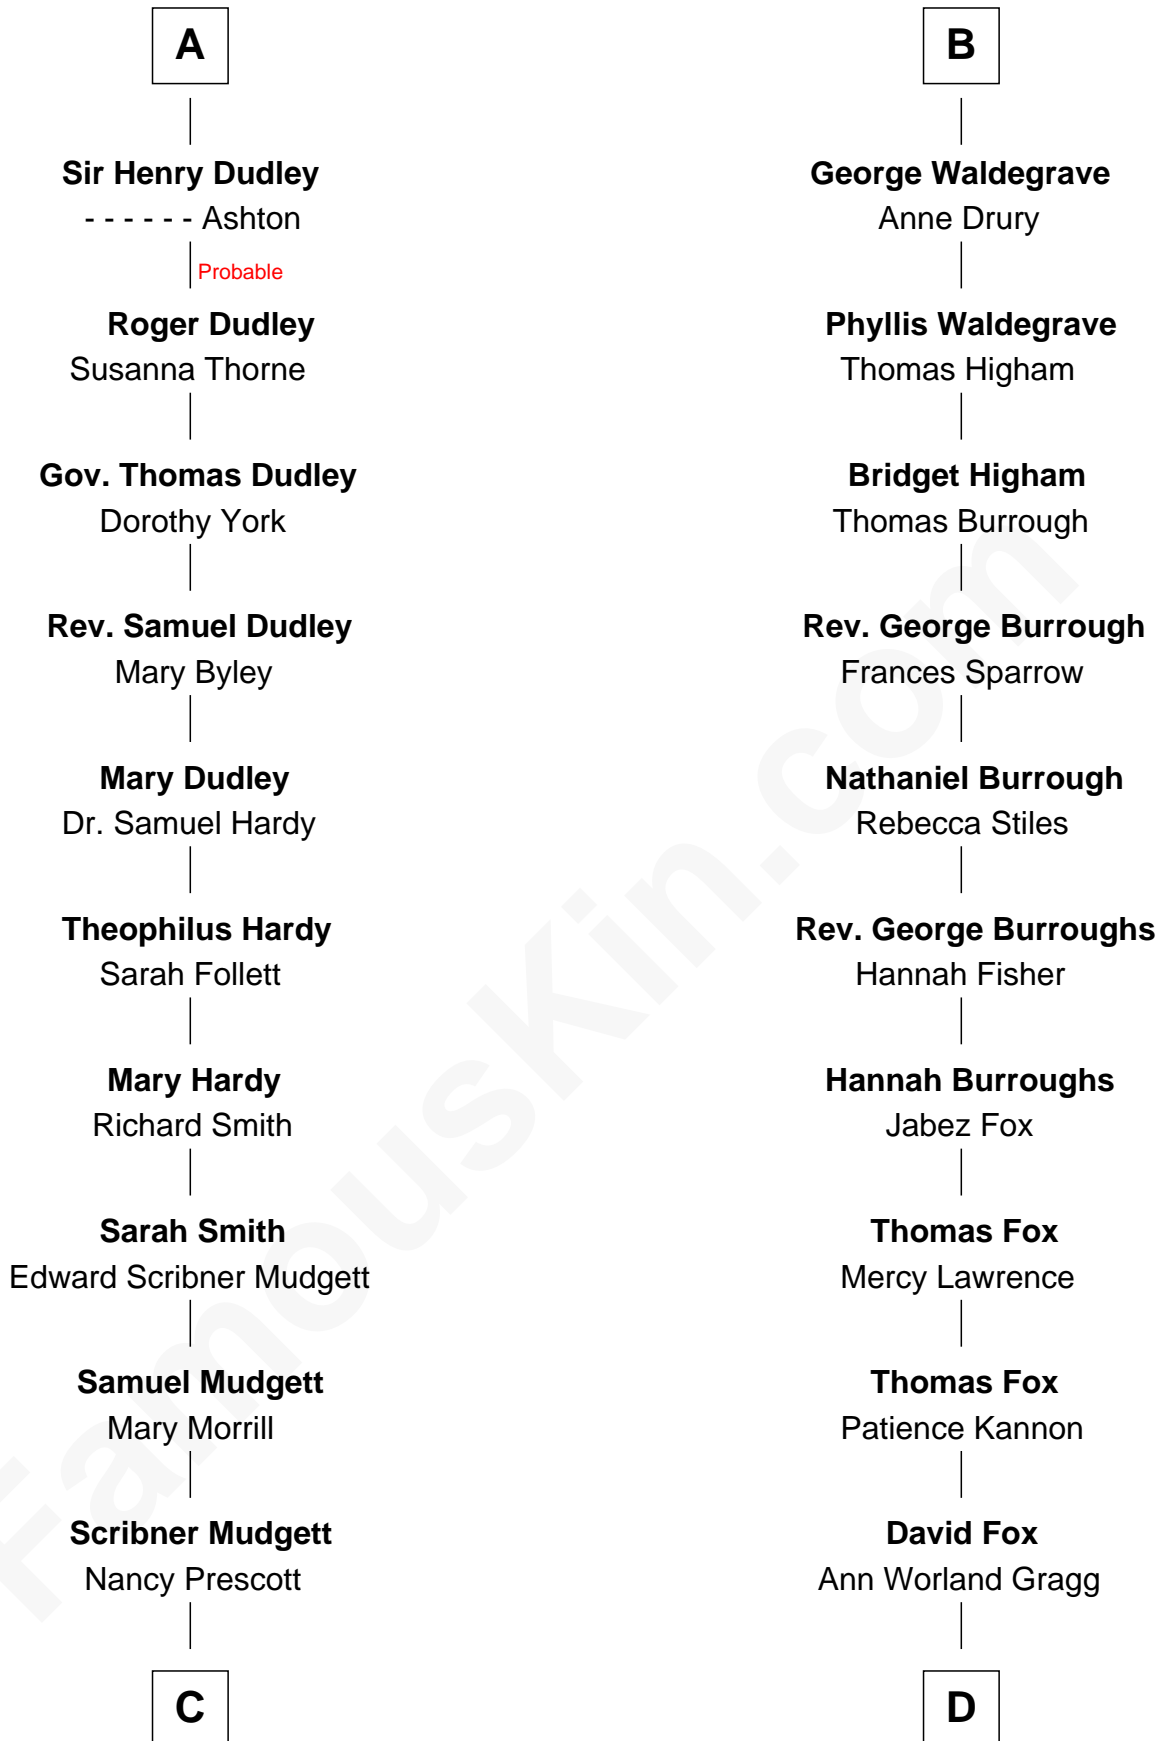 A
Sir Henry Dudley
- - - - - - Ashton
Probable
Roger Dudley
Susanna Thorne
Gov. Thomas Dudley
Dorothy York
Rev. Samuel Dudley
Mary Byley
Mary Dudley
Dr. Samuel Hardy
Theophilus Hardy
Sarah Follett
Mary Hardy
Richard Smith
Sarah Smith
Edward Scribner Mudgett
Samuel Mudgett
Mary Morrill
Scribner Mudgett
Nancy Prescott
C
B
George Waldegrave
Anne Drury
Phyllis Waldegrave
Thomas Higham
Bridget Higham
Thomas Burrough
Rev. George Burrough
Frances Sparrow
Nathaniel Burrough
Rebecca Stiles
Rev. George Burroughs
Hannah Fisher
Hannah Burroughs
Jabez Fox
Thomas Fox
Mercy Lawrence
Thomas Fox
Patience Kannon
David Fox
Ann Worland Gragg
D
FamousKin.com